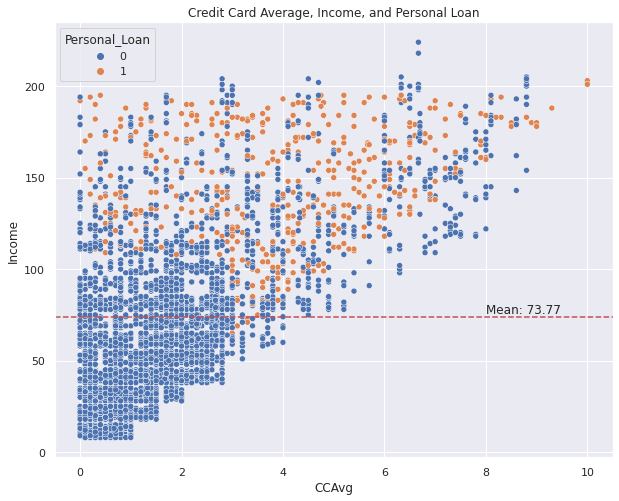 Credit Card Average, Income, and Personal Loan
Personal_Loan
0
1
200
150
100
50
0
Income
Mean: 73.77
0 2 4 6 8 10
CCAvg